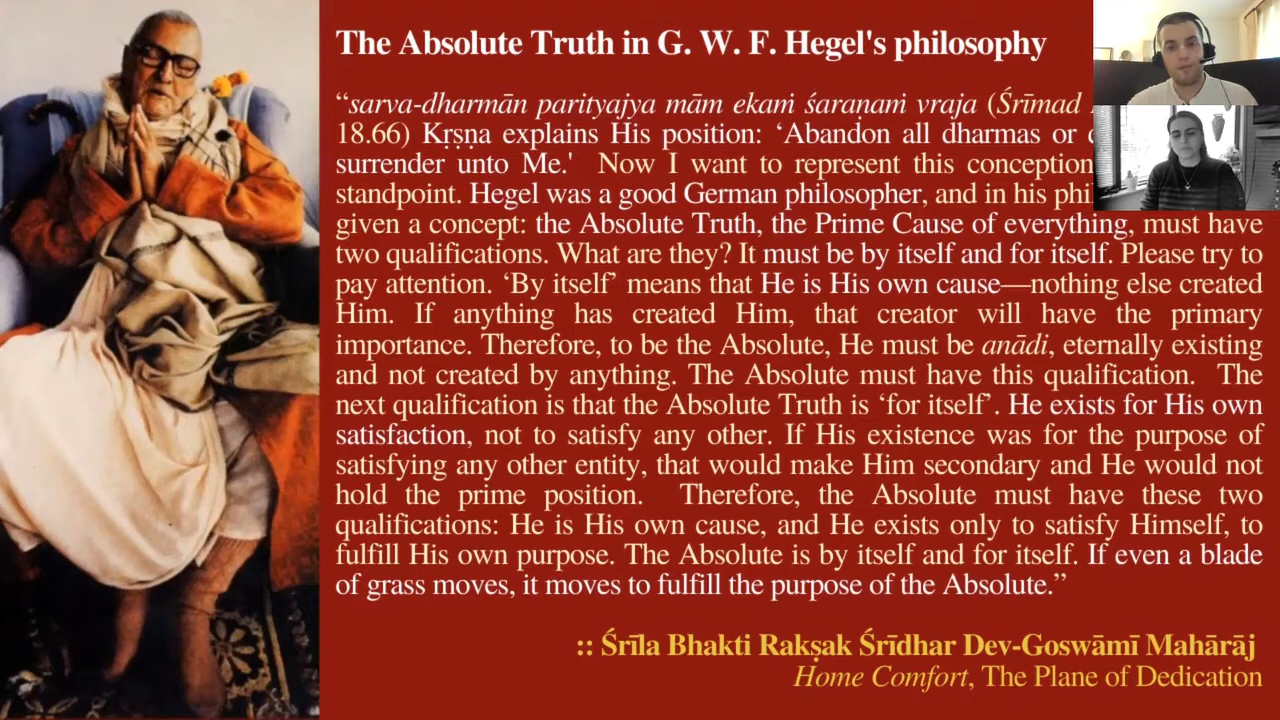 The Absolute Truth in G. W. F. Hegel's philosophy
“sarva-dharmān parityajya mām ekaṁ śaraṇaṁ vraja (Śrīmad
18.66) Kṛṣṇa explains His position: ‘Abandon all dharmas or
surrender unto Me.' Now I want to represent this conception
standpoint. Hegel was a good German philosopher, and in his
given a concept: the Absolute Truth, the Prime Cause of everything, must have
two qualifications. What are they? It must be by itself and for itself. Please try to
pay attention. ‘By itself’ means that He is His own cause—nothing else created
Him. If anything has created Him, that creator will have the primary
importance. Therefore, to be the Absolute, He must be anādi, eternally existing
and not created by anything. The Absolute must have this qualification. The
next qualification is that the Absolute Truth is ‘for itself’. He exists for His own
satisfaction, not to satisfy any other. If His existence was for the purpose of
satisfying any other entity, that would make Him secondary and He would not
hold the prime position. Therefore, the Absolute must have these two
qualifications: He is His own cause, and He exists only to satisfy Himself, to
fulfill His own purpose. The Absolute is by itself and for itself. If even a blade
of grass moves, it moves to fulfill the purpose of the Absolute.”
:: Śrīla Bhakti Rakṣak Śrīdhar Dev-Goswāmī Mahārāj
Home Comfort, The Plane of Dedication